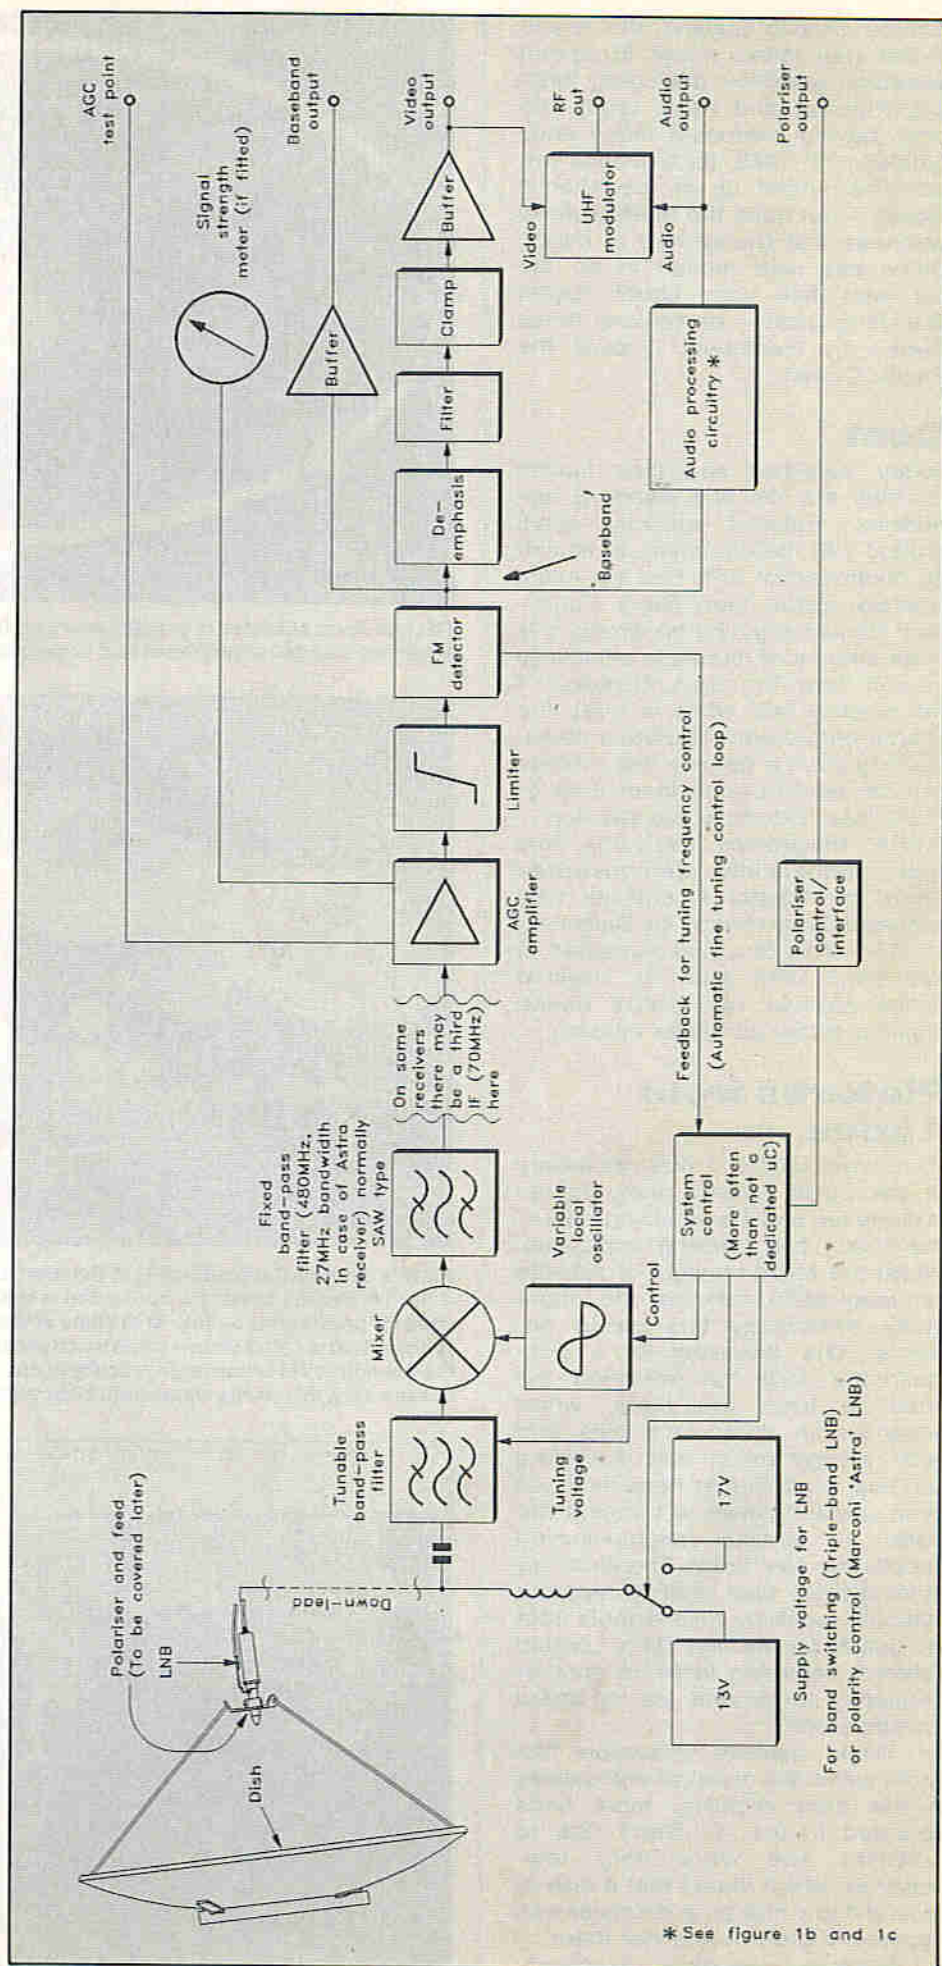 Polariser and feed
(To be covered later)
LNB
Dish
Down-lead
Tunable
band-pass
filter
Mixer
Fixed
band-pass
filter (480MHz,
27MHz bandwidth
in case of Astra
receiver) normally
SAW type
On some
receivers
there may
be a third
IF (70MHz)
here
AGC
amplifier
Limiter
FM
detector
De-
emphasis
Filter
Clamp
Buffer
Buffer
Signal
strength
meter (if fitted)
AGC
test point
Baseband
output
Video
output
RF
out
Audio
output
Polariser
output
Video
UHF
modulator
Audio
Audio processing
circuitry *
'Baseband'
Variable
local
oscillator
Control
Tuning
voltage
System
control
(More often
than not a
dedicated uC)
Feedback for tuning frequency control
(Automatic fine tuning control loop)
Polariser
control/
interface
13V
17V
Supply voltage for LNB
For band switching (Triple-band LNB)
or polarity control (Marconi 'Astra' LNB)
* See figure 1b and 1c